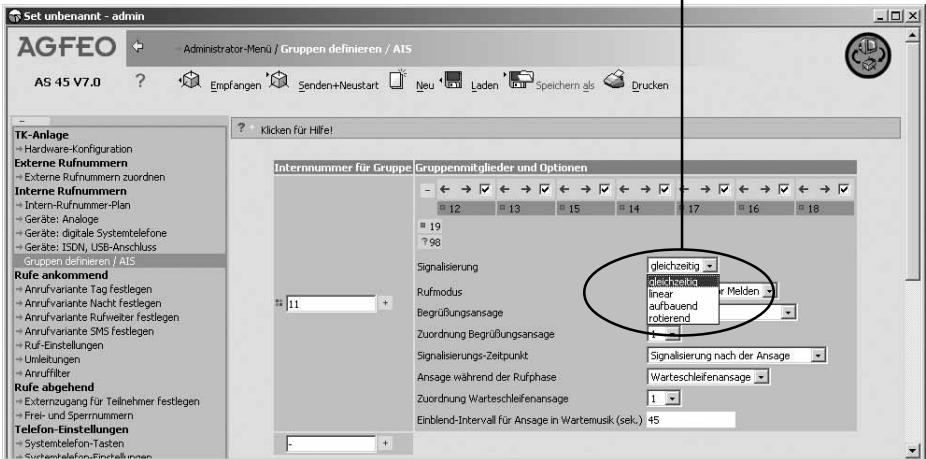 Set unbenannt - admin
AGFEO
Administrator-Menü / Gruppen definieren / AIS
AS 45 V7.0
? Empfangen Senden+Neustart Neu Laden Speichern als Drucken
? Klicken für Hilfe!
TK-Anlage
Hardware-Konfiguration
Externe Rufnummern
Externe Rufnummern zuordnen
Interne Rufnummern
Intern-Rufnummer-Plan
Geräte: Analoge
Geräte: digitale Systemtelefone
Geräte: ISDN, USB-Anschluss
Gruppen definieren / AIS
Rufe ankommend
Anrufvariante Tag festlegen
Anrufvariante Nacht festlegen
Anrufvariante Rufweiter festlegen
Anrufvariante SMS festlegen
Ruf-Einstellungen
Umleitungen
Anruffilter
Rufe abgehend
Externzugang für Teilnehmer festlegen
Frei- und Sperrnummern
Telefon-Einstellungen
Systemtelefon-Tasten
Systemtelefon-Einstellungen
Internnummer für Gruppe Gruppenmitglieder und Optionen
12 13 15 14 17 16 18
19
?98
11 +
Signalisierung gleichzeitig
gleichzeitig
linear
aufbauend
rotierend
Rufmodus Melden
Begrüßungsansage
Zuordnung Begrüßungsansage 1
Signalisierungs-Zeitpunkt Signalisierung nach der Ansage
Ansage während der Rufphase Warteschleifenansage
Zuordnung Warteschleifenansage 1
Einblend-Intervall für Ansage in Wartemusik (sek.) 45
- +